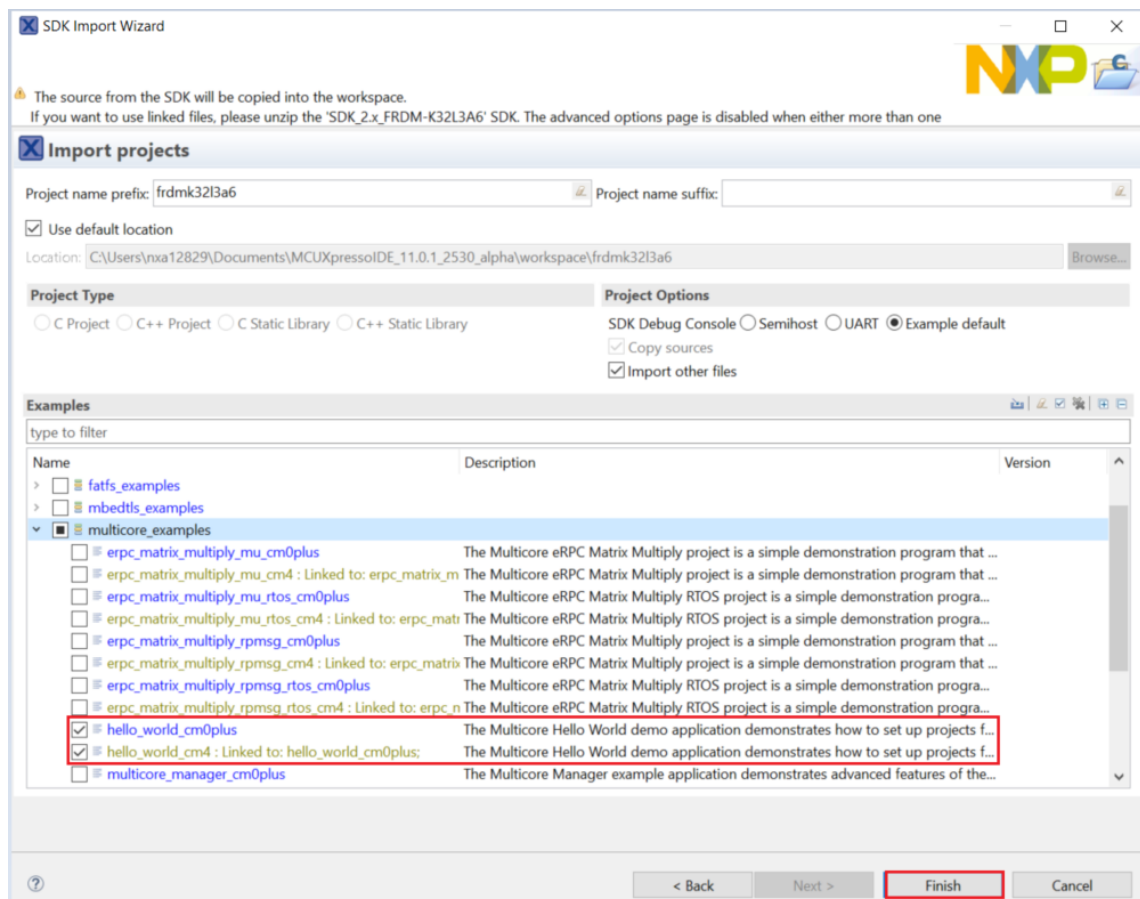 SDK Import Wizard
NXP
The source from the SDK will be copied into the workspace.
If you want to use linked files, please unzip the 'SDK_2.x_FRDM-K32L3A6' SDK. The advanced options page is disabled when either more than one
Import projects
Project name prefix: frdmk32l3a6 Project name suffix:
Use default location
Location: C:\Users\nxa12829\Documents\MCUXpressoIDE_11.0.1_2530_alpha\workspace\frdmk32l3a6 Browse...
Project Type Project Options
C Project C++ Project C Static Library C++ Static Library SDK Debug Console Semihost UART Example default
Copy sources
Import other files
Examples
type to filter
Name Description Version
fatfs_examples
mbedtls_examples
multicore_examples
erpc_matrix_multiply_mu_cm0plus The Multicore eRPC Matrix Multiply project is a simple demonstration program that ...
erpc_matrix_multiply_mu_cm4 : Linked to: erpc_matrix_m The Multicore eRPC Matrix Multiply project is a simple demonstration program that ...
erpc_matrix_multiply_mu_rtos_cm0plus The Multicore eRPC Matrix Multiply RTOS project is a simple demonstration progra...
erpc_matrix_multiply_mu_rtos_cm4 : Linked to: erpc_matr The Multicore eRPC Matrix Multiply RTOS project is a simple demonstration progra...
erpc_matrix_multiply_rpmsg_cm0plus The Multicore eRPC Matrix Multiply project is a simple demonstration program that ...
erpc_matrix_multiply_rpmsg_cm4 : Linked to: erpc_matrix The Multicore eRPC Matrix Multiply project is a simple demonstration program that ...
erpc_matrix_multiply_rpmsg_rtos_cm0plus The Multicore eRPC Matrix Multiply RTOS project is a simple demonstration progra...
erpc_matrix_multiply_rpmsg_rtos_cm4 : Linked to: erpc_n The Multicore eRPC Matrix Multiply RTOS project is a simple demonstration progra...
hello_world_cm0plus The Multicore Hello World demo application demonstrates how to set up projects f...
hello_world_cm4 : Linked to: hello_world_cm0plus; The Multicore Hello World demo application demonstrates how to set up projects f...
multicore_manager_cm0plus The Multicore Manager example application demonstrates advanced features of the...
< Back Next > Finish Cancel